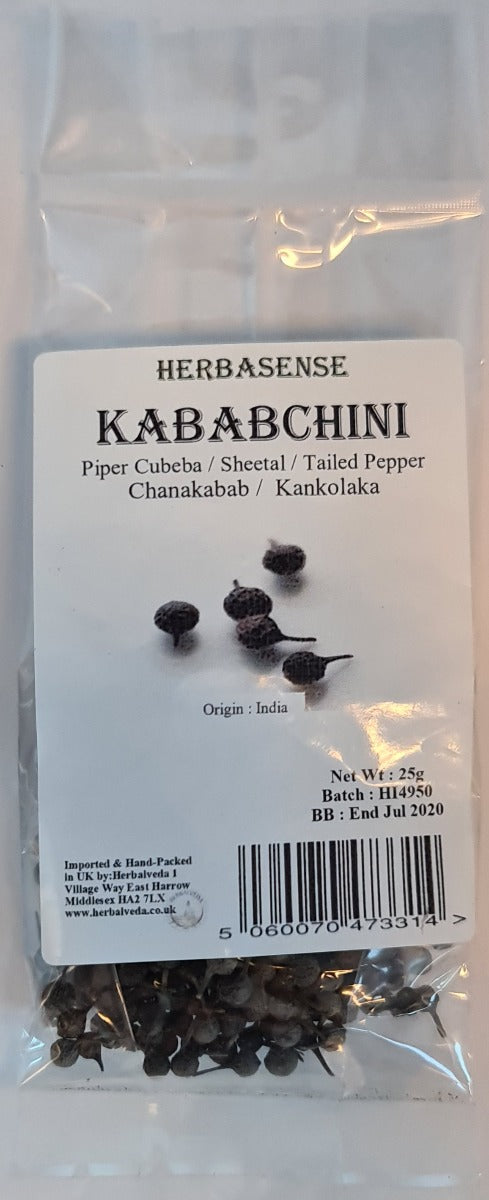 HERBASENSE
KABABCHINI
Piper Cubeba / Sheetal / Tailed Pepper
Chanakabab / Kankolaka
Origin : India
Net Wt : 25g
Batch : HI4950
BB : End Jul 2020
Imported & Hand-Packed
in UK by:Herbalveda 1
Village Way East Harrow
Middlesex HA2 7LX
www.herbalveda.co.uk
5 060070 473314 >